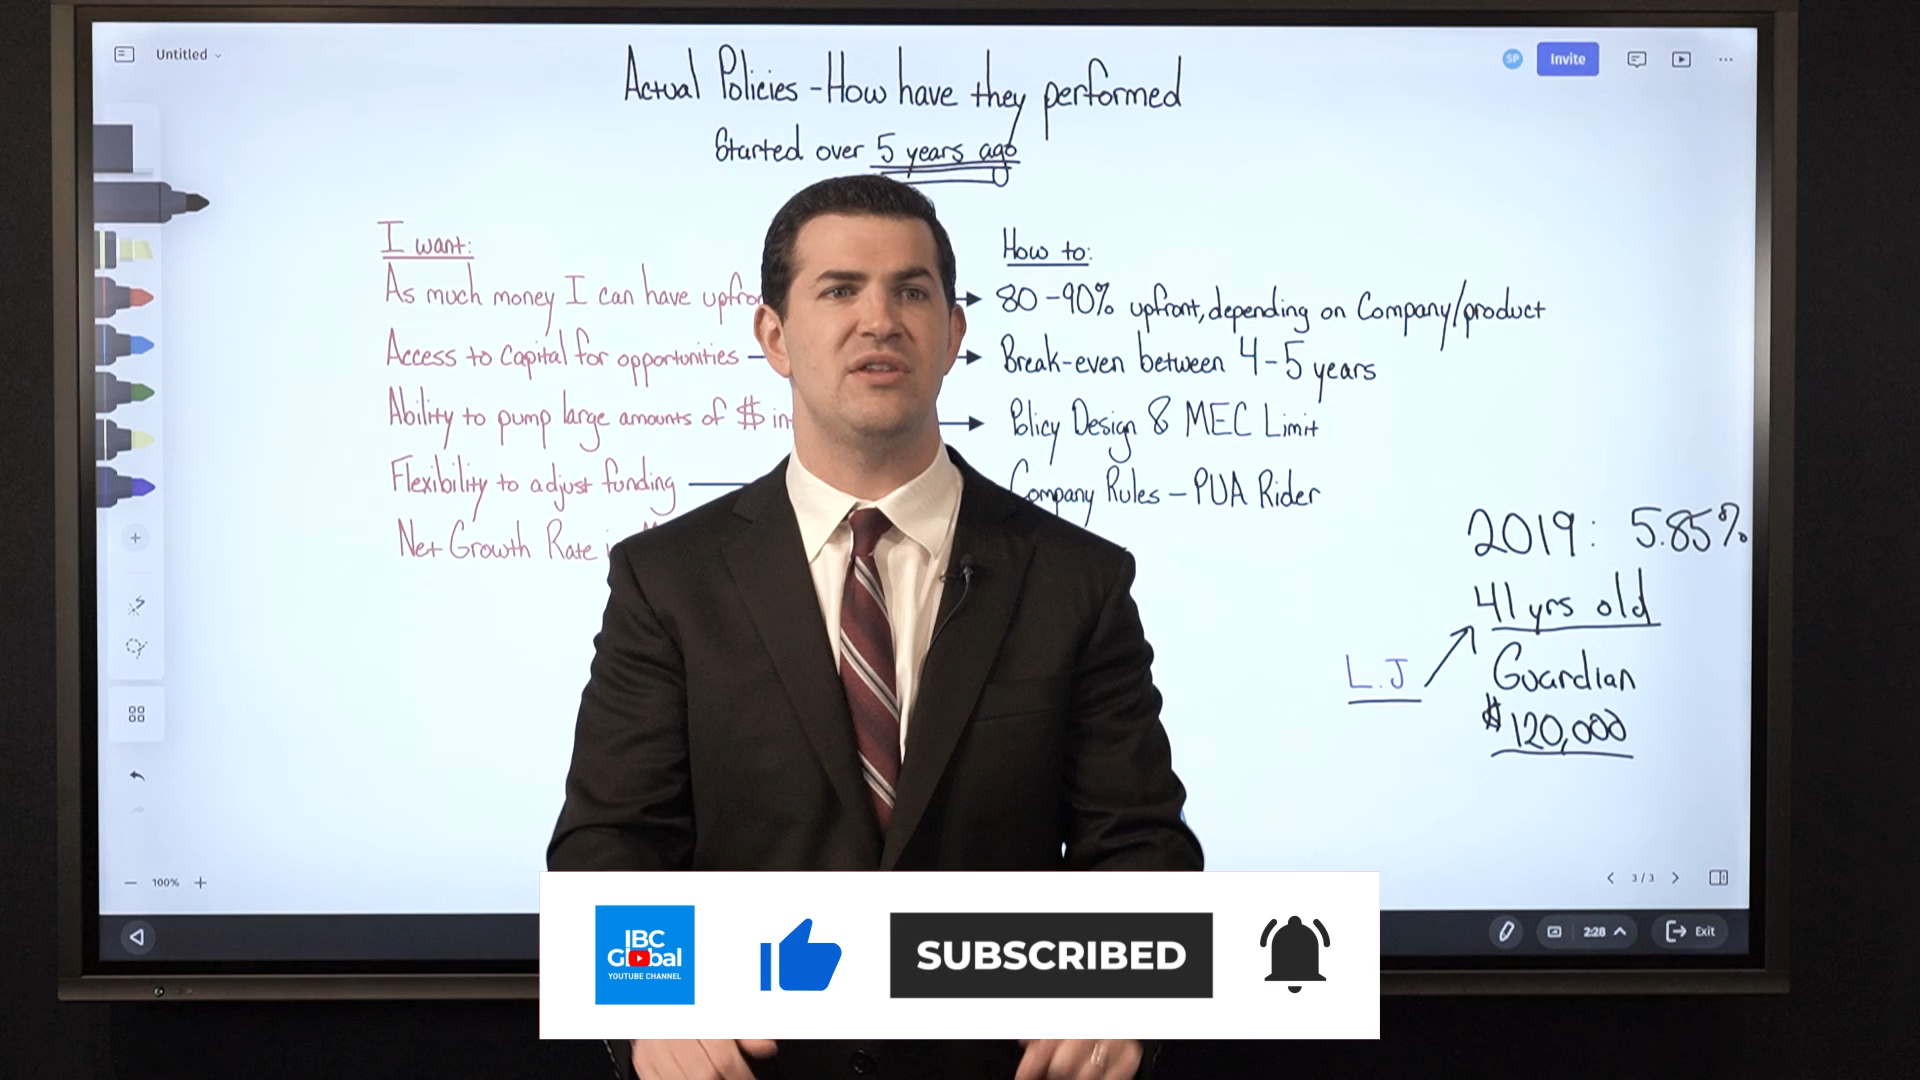 Untitled
SP
Invite
Actual Policies - How have they performed
Started over 5 years ago
I want:
How to:
As much money I can have
80-90% upfront, depending on Company/product
Access to Capital for opportunities
Break-even between 4-5 years
Ability to pump large amounts of $
Policy Design & MEC Limit
Flexibility to adjust funding
Company Rules - PUA Rider
Net Growth Rate
2019: 5.85%
41 yrs old
L.J
Guardian
$120,000
100%
3/3
2:28
Exit
IBC
Global
YOUTUBE CHANNEL
SUBSCRIBED